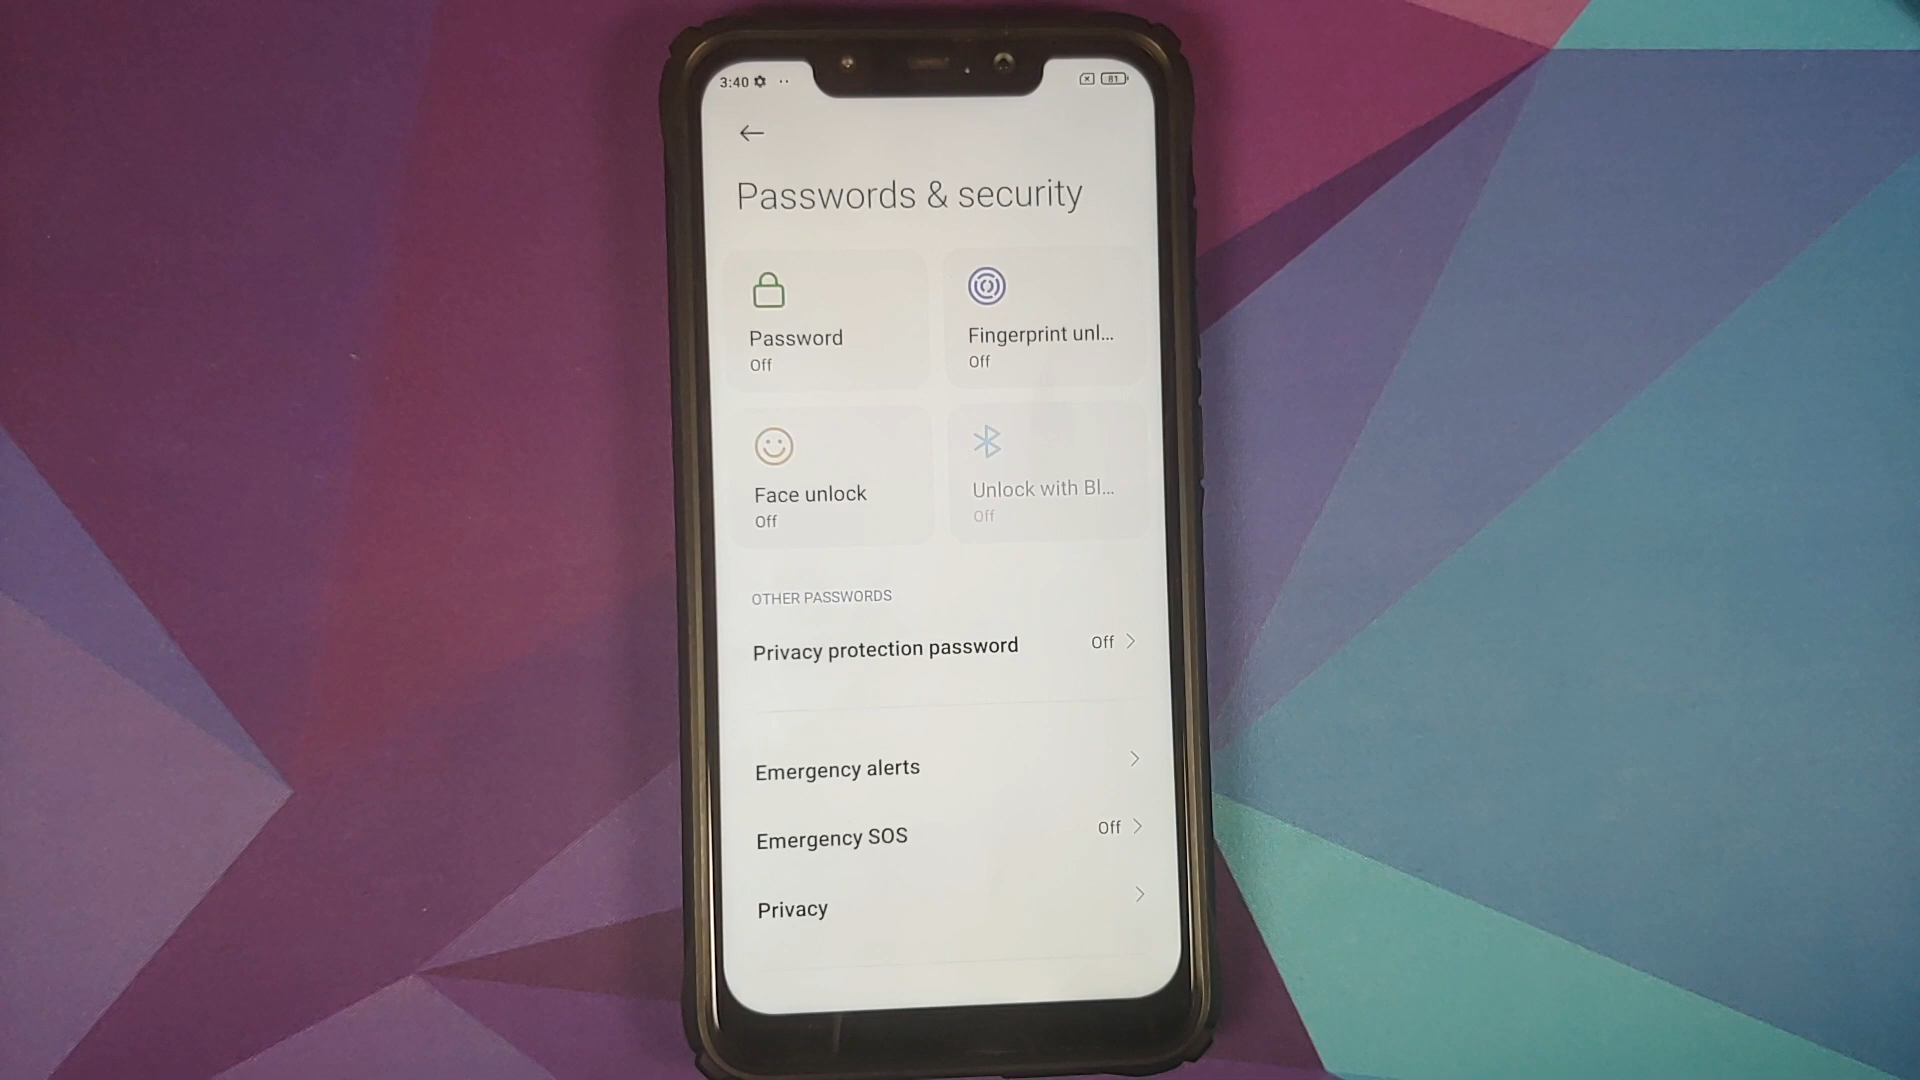 3:40
81
Passwords & security
Password
Off
Fingerprint unl...
Off
Face unlock
Off
Unlock with Bl...
Off
OTHER PASSWORDS
Privacy protection password Off
Emergency alerts
Emergency SOS Off
Privacy